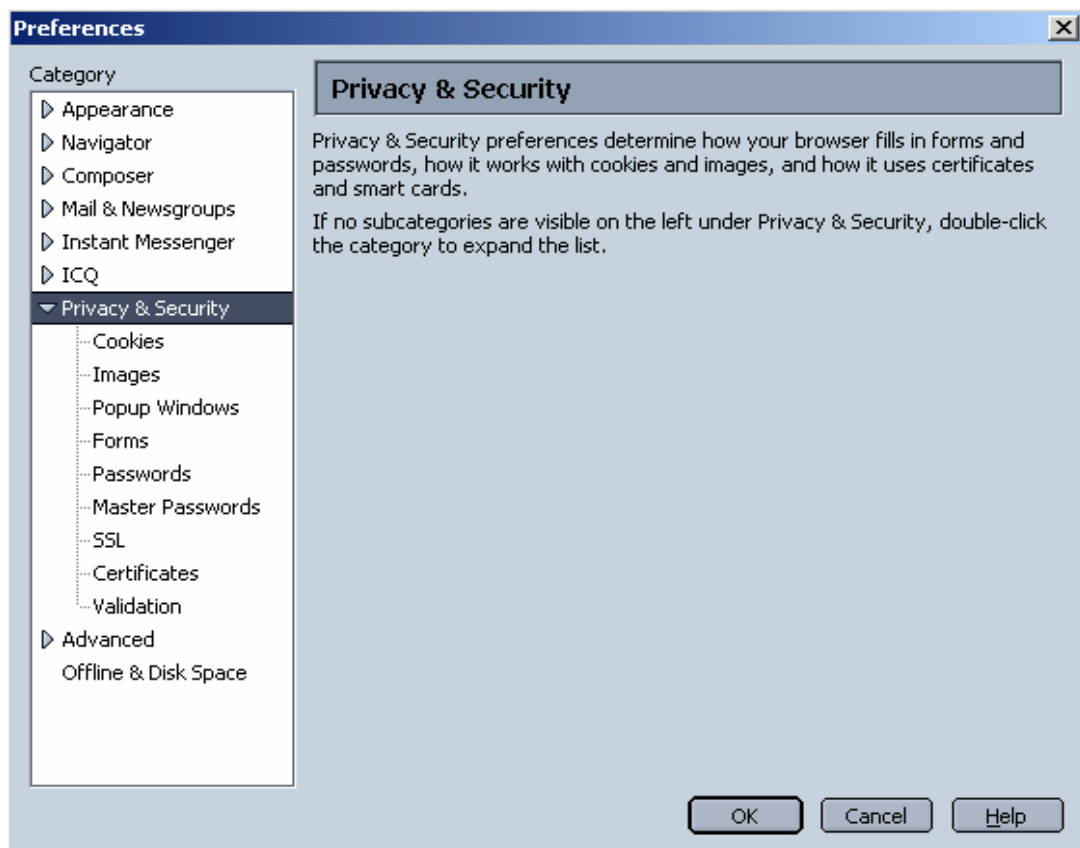 Preferences
Category
Appearance
Navigator
Composer
Mail & Newsgroups
Instant Messenger
ICQ
Privacy & Security
Cookies
Images
Popup Windows
Forms
Passwords
Master Passwords
SSL
Certificates
Validation
Advanced
Offline & Disk Space
Privacy & Security
Privacy & Security preferences determine how your browser fills in forms and
passwords, how it works with cookies and images, and how it uses certificates
and smart cards.
If no subcategories are visible on the left under Privacy & Security, double-click
the category to expand the list.
OK
Cancel
Help